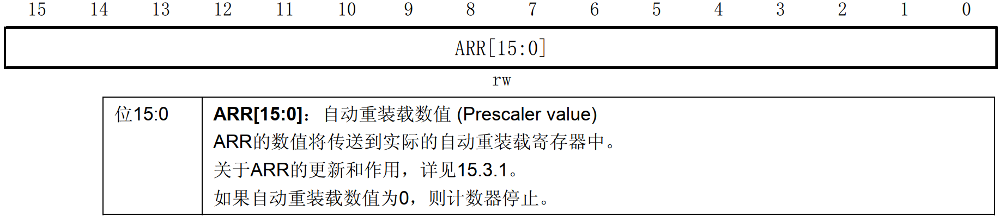 15 14 13 12 11 10 9 8 7 6 5 4 3 2 1 0
ARR[15:0]
rw
位15:0
ARR[15:0]：自动重装载数值 (Prescaler value)
ARR的数值将传送到实际的自动重装载寄存器中。
关于ARR的更新和作用，详见15.3.1。
如果自动重装载数值为0，则计数器停止。